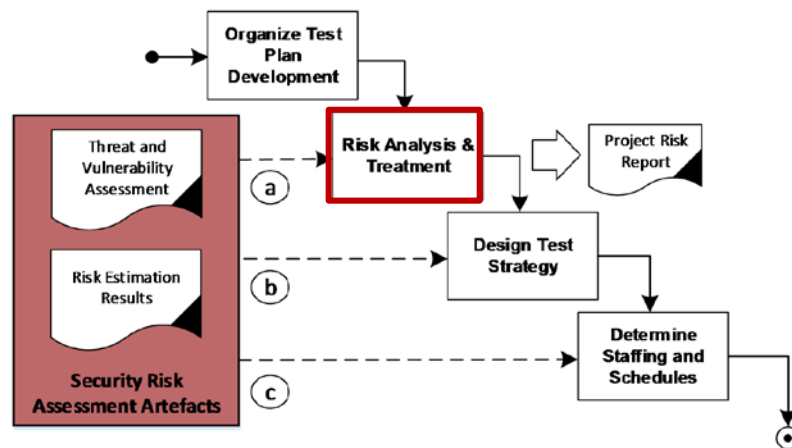 Organize Test
Plan
Development
Threat and
Vulnerability
Assessment
a
Risk Analysis &
Treatment
Project Risk
Report
Risk Estimation
Results
b
Design Test
Strategy
c
Determine
Staffing and
Schedules
Security Risk
Assessment Artefacts